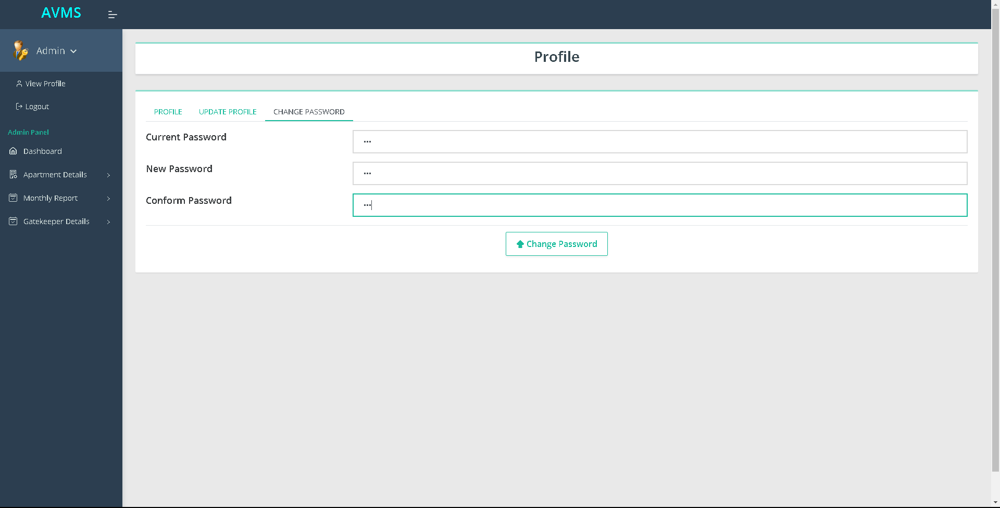 AVMS
Admin
View Profile
Logout
Admin Panel
Dashboard
Apartment Details
Monthly Report
Gatekeeper Details
Profile
PROFILE UPDATE PROFILE CHANGE PASSWORD
Current Password •••
New Password •••
Conform Password •••
Change Password